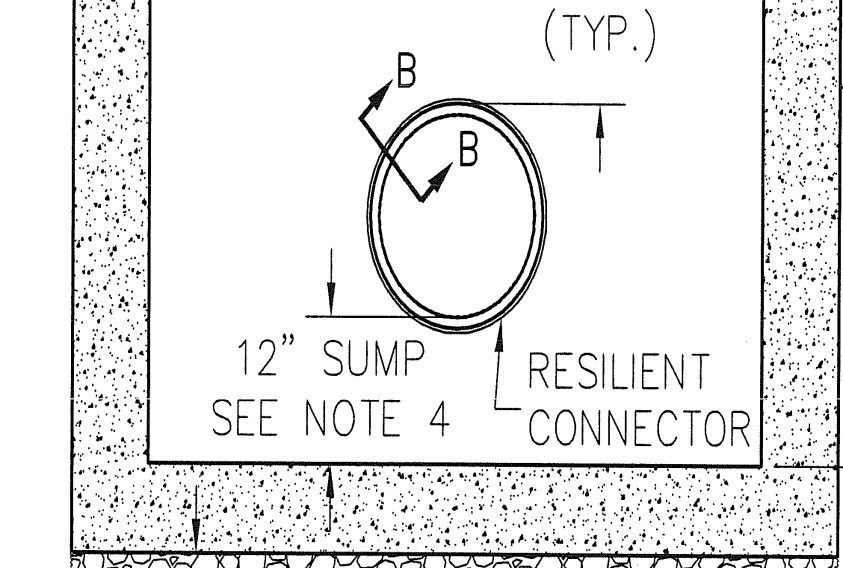 (TYP.)
B
B
12" SUMP
SEE NOTE 4
RESILIENT
CONNECTOR